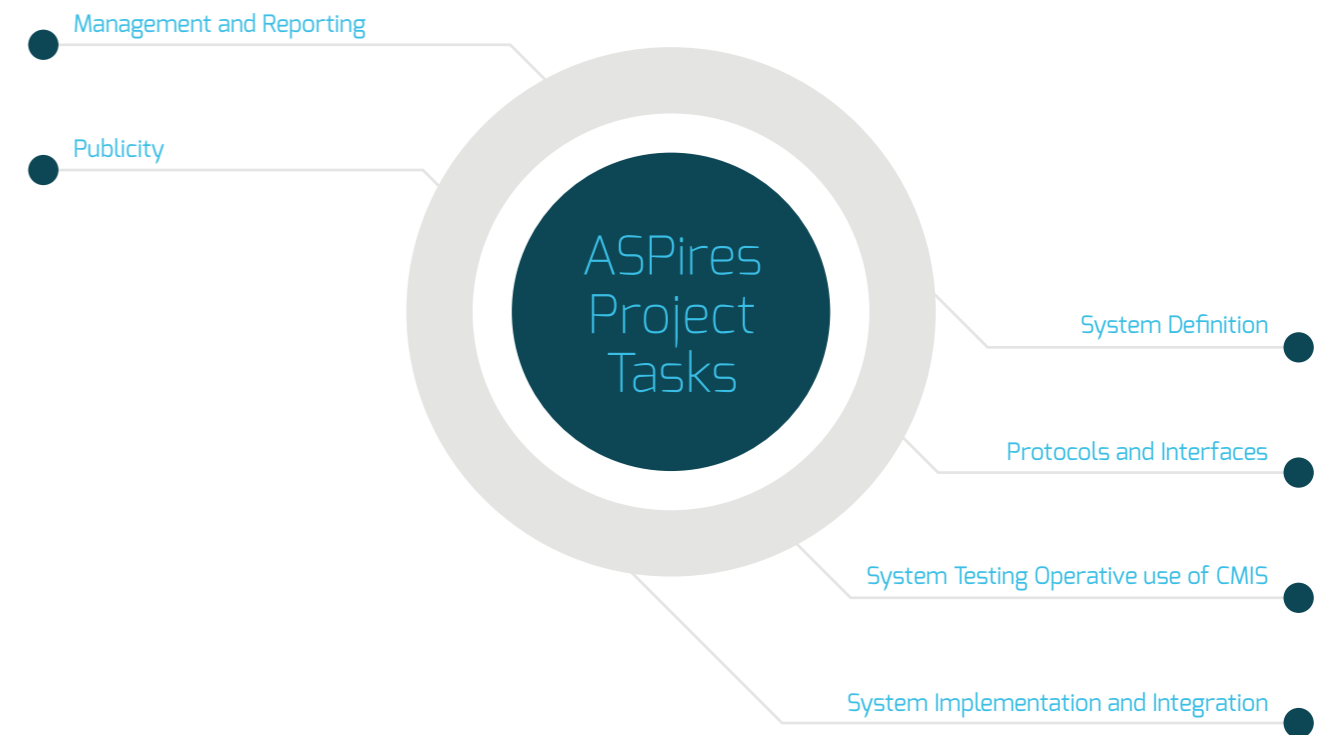 Management and Reporting
Publicity
ASPires
Project
Tasks
System Definition
Protocols and Interfaces
System Testing Operative use of CMIS
System Implementation and Integration